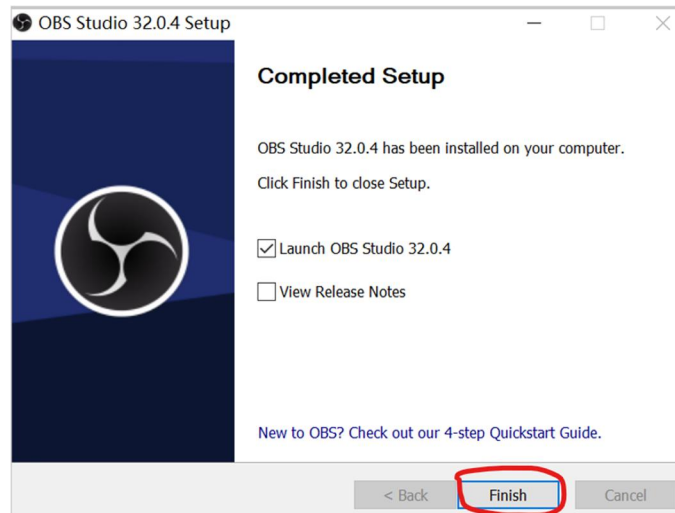 OBS Studio 32.0.4 Setup
Completed Setup
OBS Studio 32.0.4 has been installed on your computer.
Click Finish to close Setup.
Launch OBS Studio 32.0.4
View Release Notes
New to OBS? Check out our 4-step Quickstart Guide.
< Back Finish Cancel